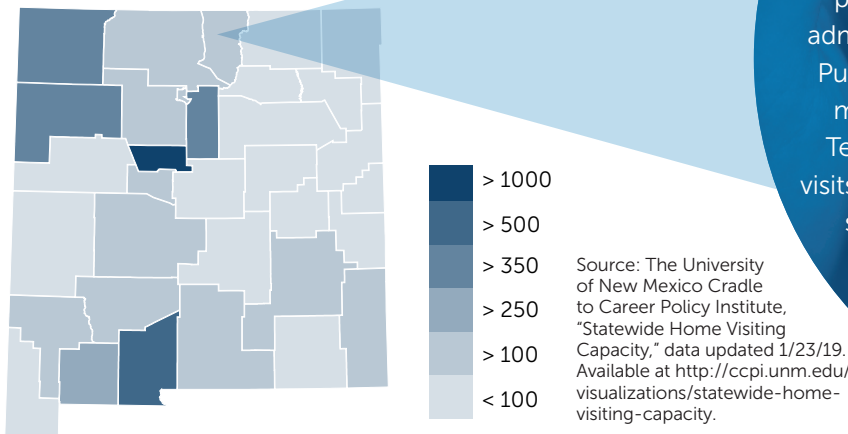 adm
Pu
m
Te
visits
s
> 1000
> 500
> 350
> 250
> 100
< 100
Source: The University
of New Mexico Cradle
to Career Policy Institute,
“Statewide Home Visiting
Capacity,” data updated 1/23/19.
Available at http://ccpi.unm.edu/
visualizations/statewide-home-
visiting-capacity.